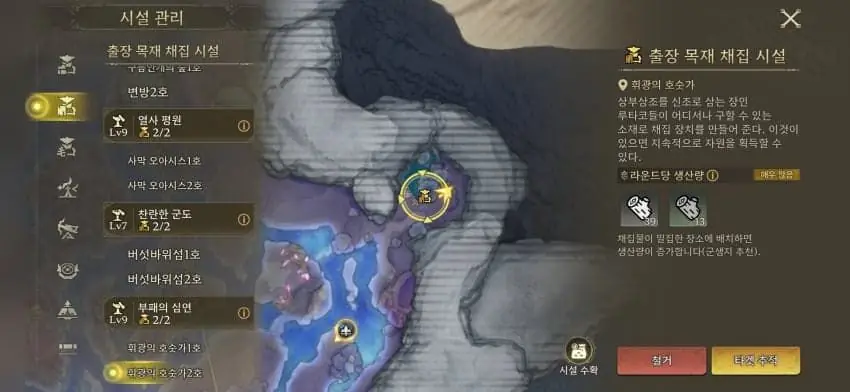 시설 관리
출장 목재 채집 시설
변방2호
Lv9
열사 평원
2/2
사막 오아시스1호
사막 오아시스2호
Lv7
찬란한 군도
2/2
버섯바위섬1호
버섯바위섬2호
Lv9
부패의 심연
2/2
휘광의 호숫가1호
휘광의 호숫가2호
시설 수확
출장 목재 채집 시설
휘광의 호숫가
상부상조를 신조로 삼는 장인
루타코들이 어디서나 구할 수 있는
소재로 채집 장치를 만들어 준다. 이것이
있으면 지속적으로 자원을 획득할 수
있다.
라운드당 생산량
매우 많음
39
13
채집물이 밀집한 장소에 배치하면
생산량이 증가합니다(군생지 추천).
철거
타겟 추적